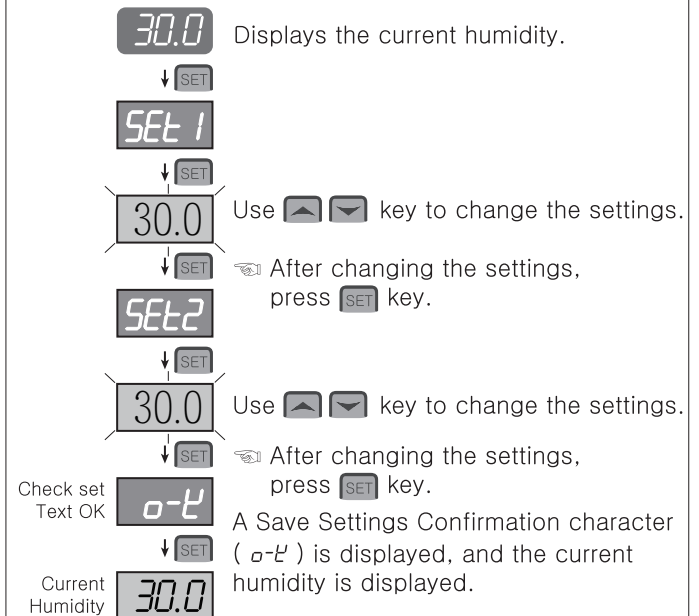 30.0 Displays the current humidity.
SET
SEt 1
SET
30.0 Use key to change the settings.
SET After changing the settings,
press SET key.
SEt2
SET
30.0 Use key to change the settings.
SET After changing the settings,
press SET key.
Check set
Text OK
o-k
A Save Settings Confirmation character
( o-k ) is displayed, and the current
humidity is displayed.
SET
Current
Humidity
30.0